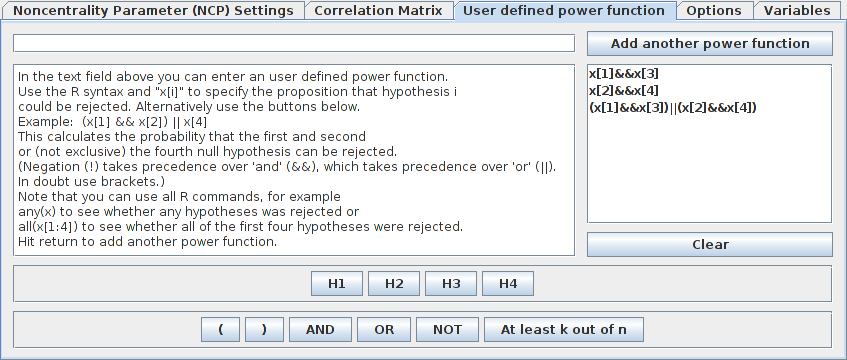 Noncentrality Parameter (NCP) Settings Correlation Matrix User defined power function Options Variables
Add another power function
In the text field above you can enter an user defined power function.
Use the R syntax and "x[i]" to specify the proposition that hypothesis i
could be rejected. Alternatively use the buttons below.
Example:  (x[1] && x[2]) || x[4]
This calculates the probability that the first and second
or (not exclusive) the fourth null hypothesis can be rejected.
(Negation (!) takes precedence over 'and' (&&), which takes precedence over 'or' (||).
In doubt use brackets.)
Note that you can use all R commands, for example
any(x) to see whether any hypotheses was rejected or
all(x[1:4]) to see whether all of the first four hypotheses were rejected.
Hit return to add another power function.
x[1]&&x[3]
x[2]&&x[4]
(x[1]&&x[3])||(x[2]&&x[4])
Clear
H1 H2 H3 H4
( ) AND OR NOT At least k out of n